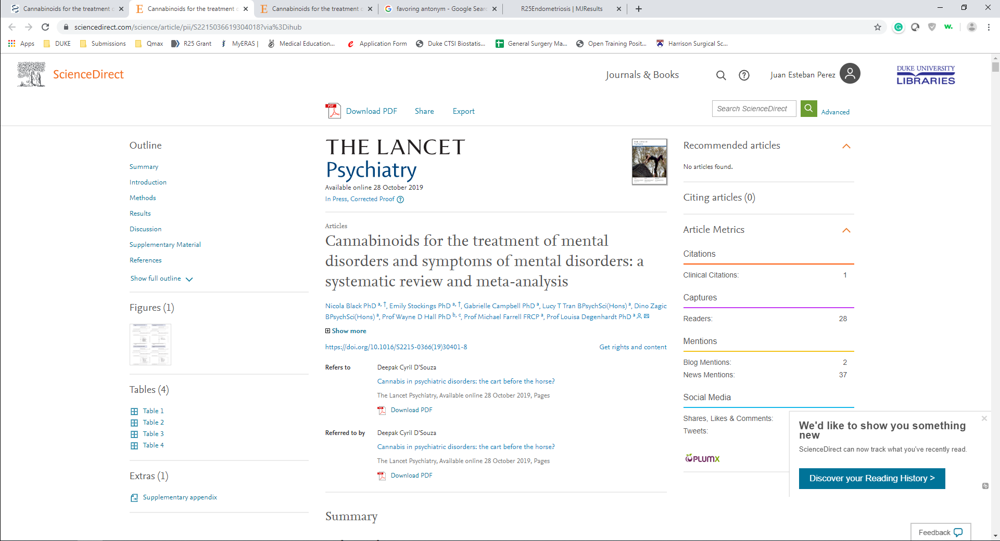 Cannabinoids for the treatment o
Cannabinoids for the treatment o
Cannabinoids for the treatment o
favoring antonym - Google Searc
R25Endometriosis | MJResults
sciencedirect.com/science/article/pii/S2215036619304018?via%3Dihub
Apps DUKE Submissions Qmax R25 Grant MyERAS | Medical Education... Application Form Duke CTSI Biostatis... General Surgery Ma... Open Training Posit... Harrison Surgical Sc...
ScienceDirect
Journals & Books
Juan Esteban Perez
DUKE UNIVERSITY
LIBRARIES
Download PDF Share Export
Search ScienceDirect
Advanced
Outline
Summary
Introduction
Methods
Results
Discussion
Supplementary Material
References
Show full outline
Figures (1)
Tables (4)
Table 1
Table 2
Table 3
Table 4
Extras (1)
Supplementary appendix
THE LANCET
Psychiatry
Available online 28 October 2019
In Press, Corrected Proof
Articles
Cannabinoids for the treatment of mental
disorders and symptoms of mental disorders: a
systematic review and meta-analysis
Nicola Black PhD a, †, Emily Stockings PhD a, †, Gabrielle Campbell PhD a, Lucy T Tran BPsychSci(Hons) a, Dino Zagic
BPsychSci(Hons) a, Prof Wayne D Hall PhD b, c, Prof Michael Farrell FRCP a, Prof Louisa Degenhardt PhD a
Show more
https://doi.org/10.1016/S2215-0366(19)30401-8
Get rights and content
Refers to
Deepak Cyril D'Souza
Cannabis in psychiatric disorders: the cart before the horse?
The Lancet Psychiatry, Available online 28 October 2019, Pages
Download PDF
Referred to by
Deepak Cyril D'Souza
Cannabis in psychiatric disorders: the cart before the horse?
The Lancet Psychiatry, Available online 28 October 2019, Pages
Download PDF
Summary
Recommended articles
No articles found.
Citing articles (0)
Article Metrics
Citations
Clinical Citations: 1
Captures
Readers: 28
Mentions
Blog Mentions: 2
News Mentions: 37
Social Media
Shares, Likes & Comments:
Tweets:
PLUMX
We'd like to show you something
new
ScienceDirect can now track what you've recently read.
Discover your Reading History >
Feedback